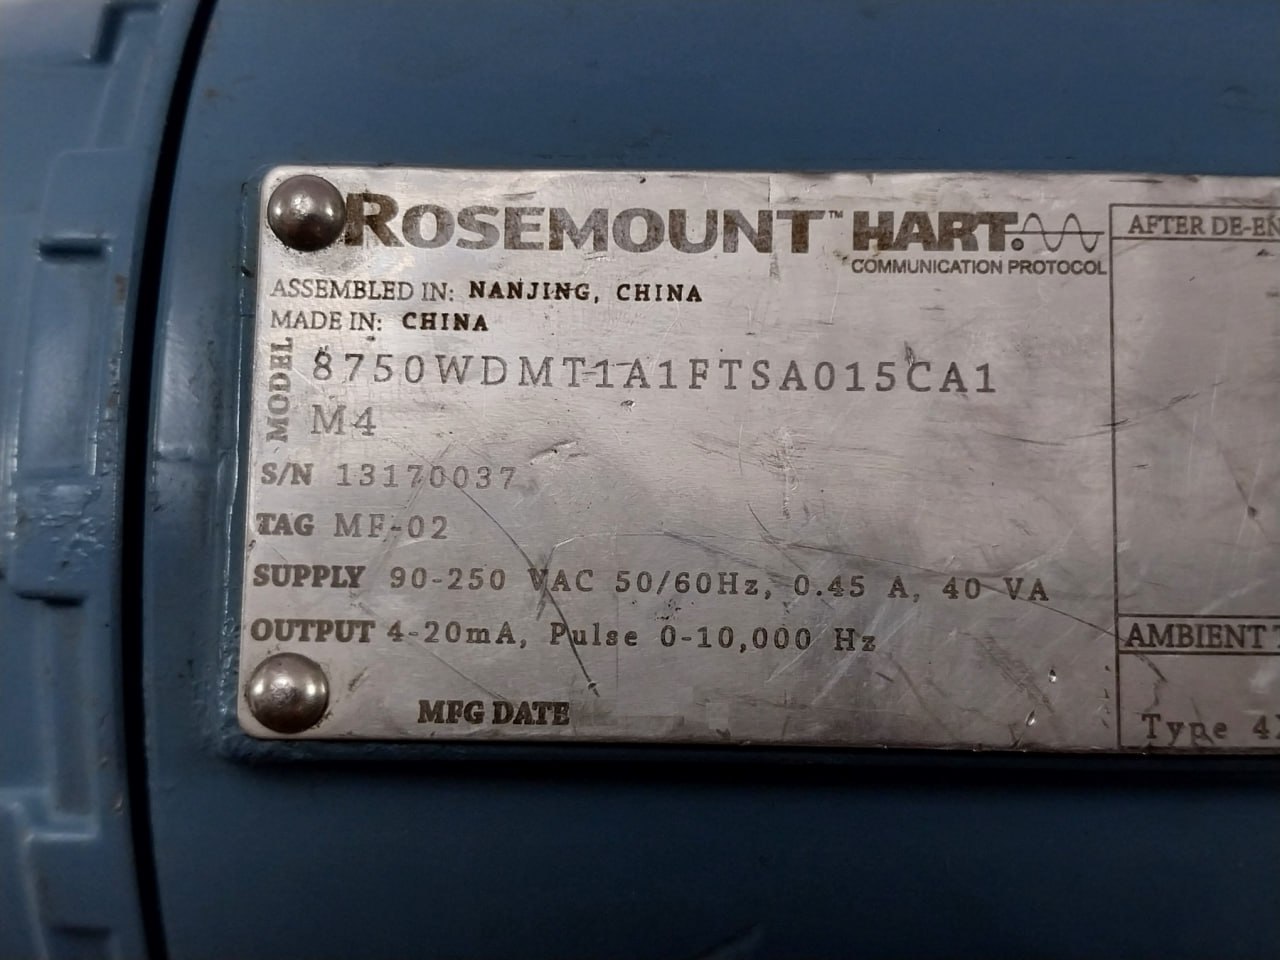 ROSEMOUNT™ HART®
COMMUNICATION PROTOCOL
ASSEMBLED IN: NANJING, CHINA
MADE IN: CHINA
MODEL 8750WDMT1A1FTSA015CA1
M4
S/N 13170037
TAG MF-02
SUPPLY 90-250 VAC 50/60Hz, 0.45 A, 40 VA
OUTPUT 4-20mA, Pulse 0-10,000 Hz
MFG DATE
AFTER DE-EN
AMBIENT
Type 4X